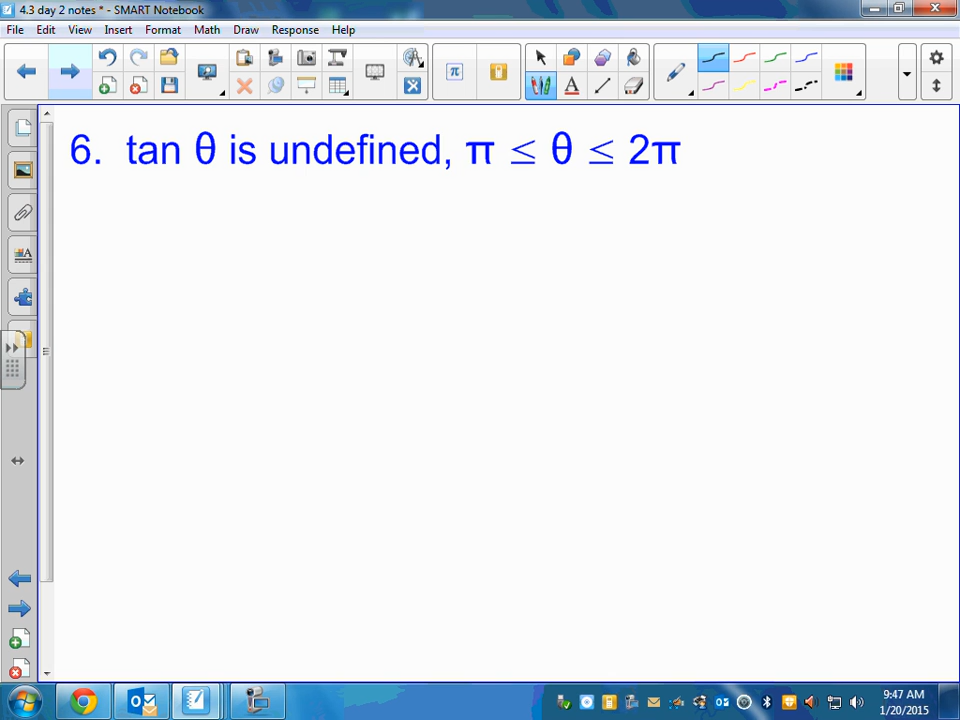 4.3 day 2 notes * - SMART Notebook
File Edit View Insert Format Math Draw Response Help
6. tan θ is undefined, π ≤ θ ≤ 2π
9:47 AM
1/20/2015